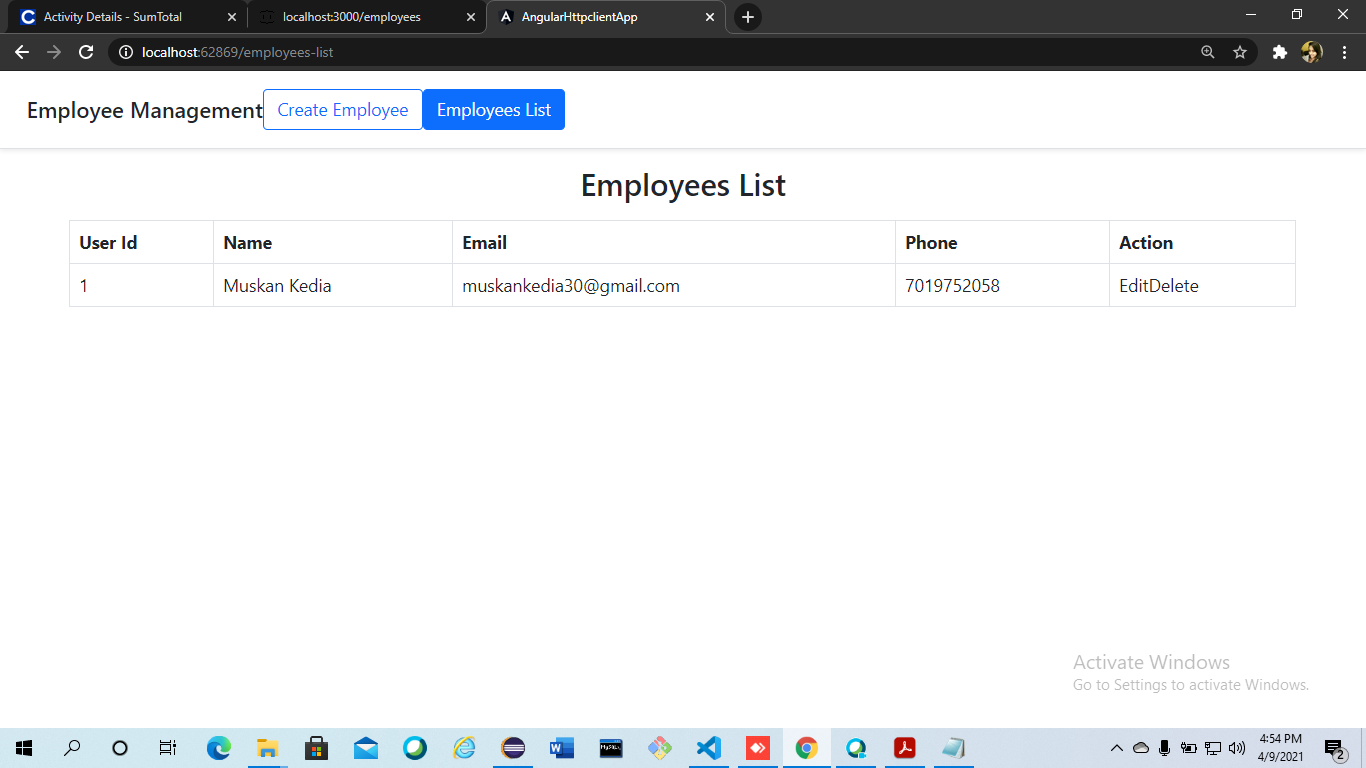 Activity Details - SumTotal
localhost:3000/employees
AngularHttpclientApp
localhost:62869/employees-list
Employee Management
Create Employee
Employees List
Employees List
User Id Name Email Phone Action
1 Muskan Kedia muskankedia30@gmail.com 7019752058 EditDelete
Activate Windows
Go to Settings to activate Windows.
4:54 PM
4/9/2021
2